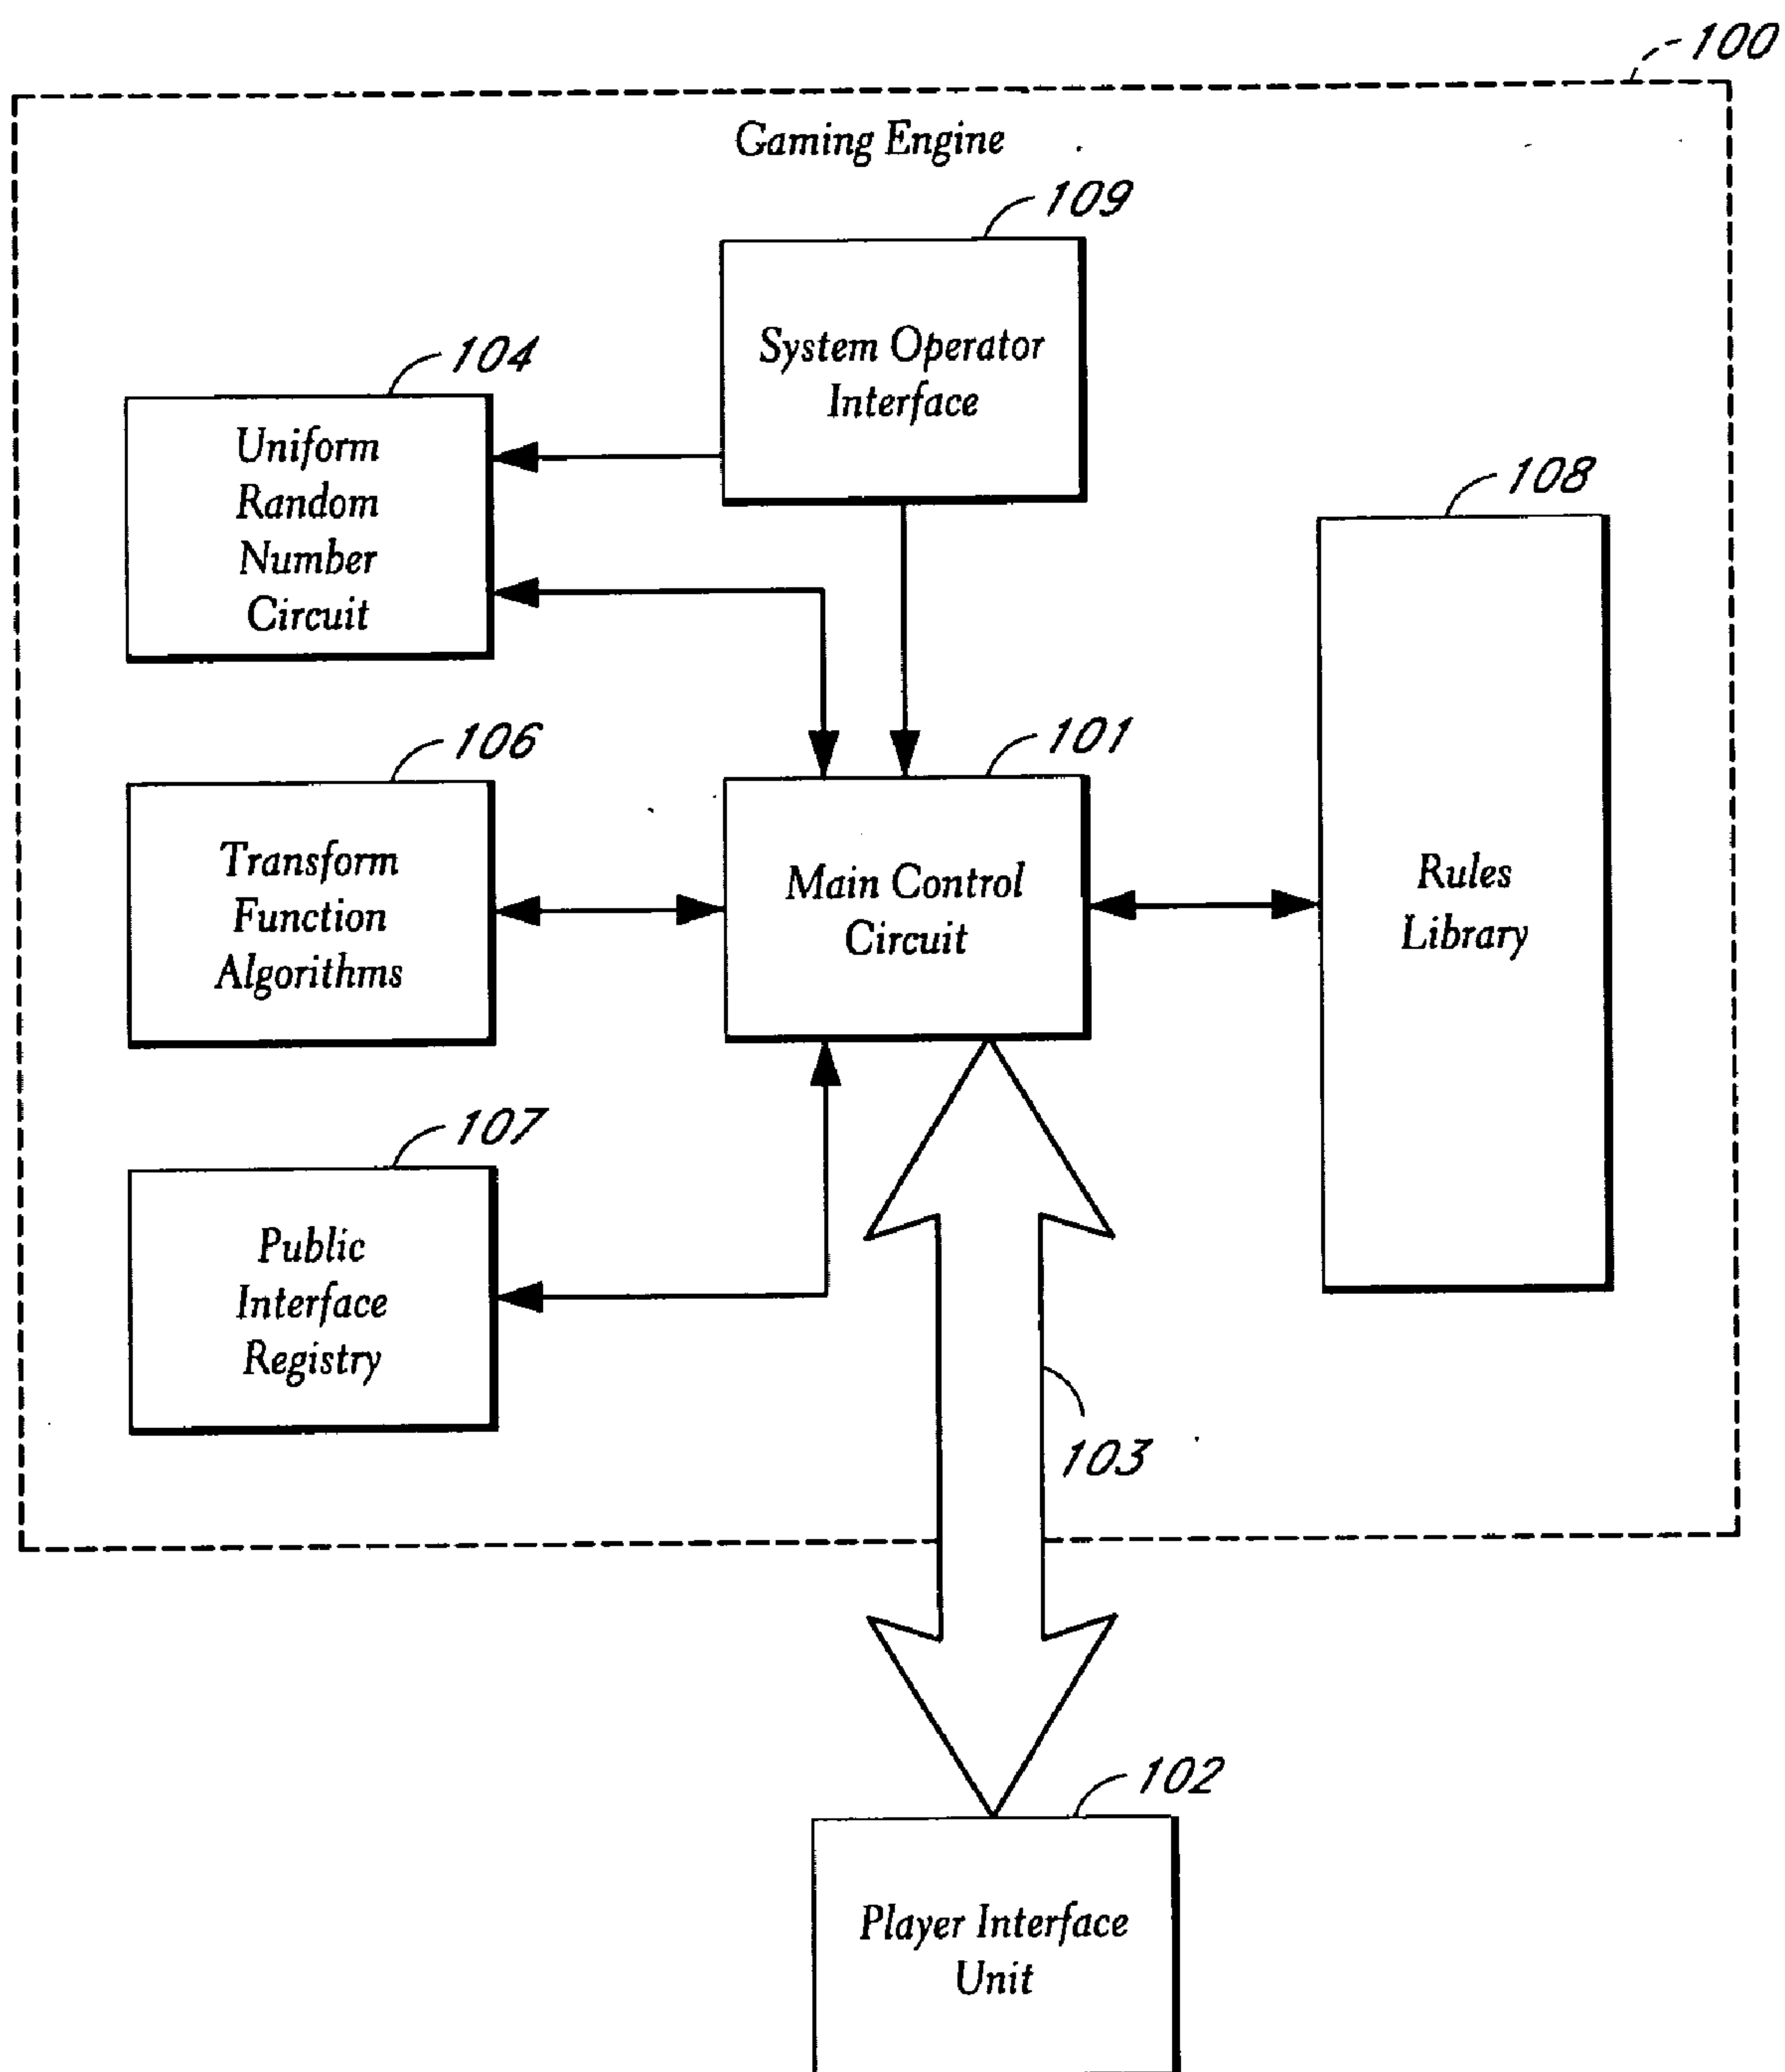 100
Gaming Engine
109
System Operator
Interface
104
Uniform
Random
Number
Circuit
108
Rules
Library
106
Transform
Function
Algorithms
101
Main Control
Circuit
107
Public
Interface
Registry
103
102
Player Interface
Unit